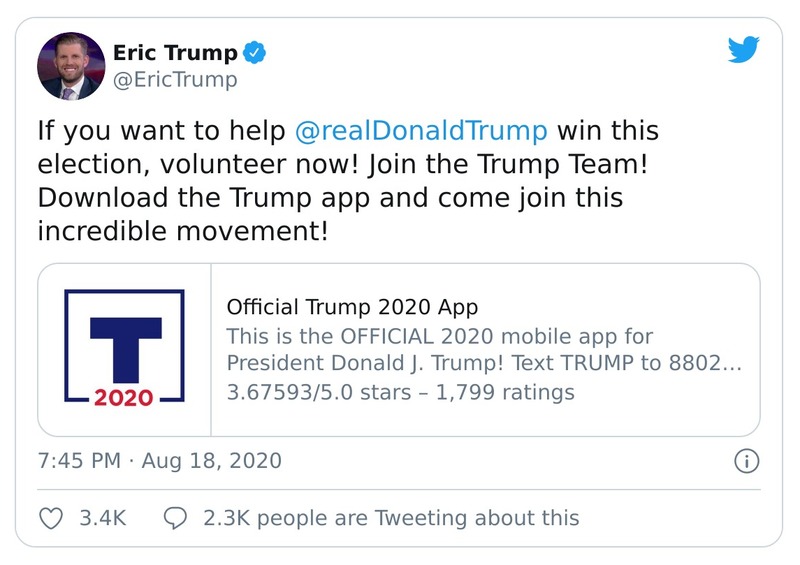 Eric Trump
@EricTrump
If you want to help @realDonaldTrump win this
election, volunteer now! Join the Trump Team!
Download the Trump app and come join this
incredible movement!
T
2020
Official Trump 2020 App
This is the OFFICIAL 2020 mobile app for
President Donald J. Trump! Text TRUMP to 8802...
3.67593/5.0 stars – 1,799 ratings
7:45 PM · Aug 18, 2020
3.4K 2.3K people are Tweeting about this